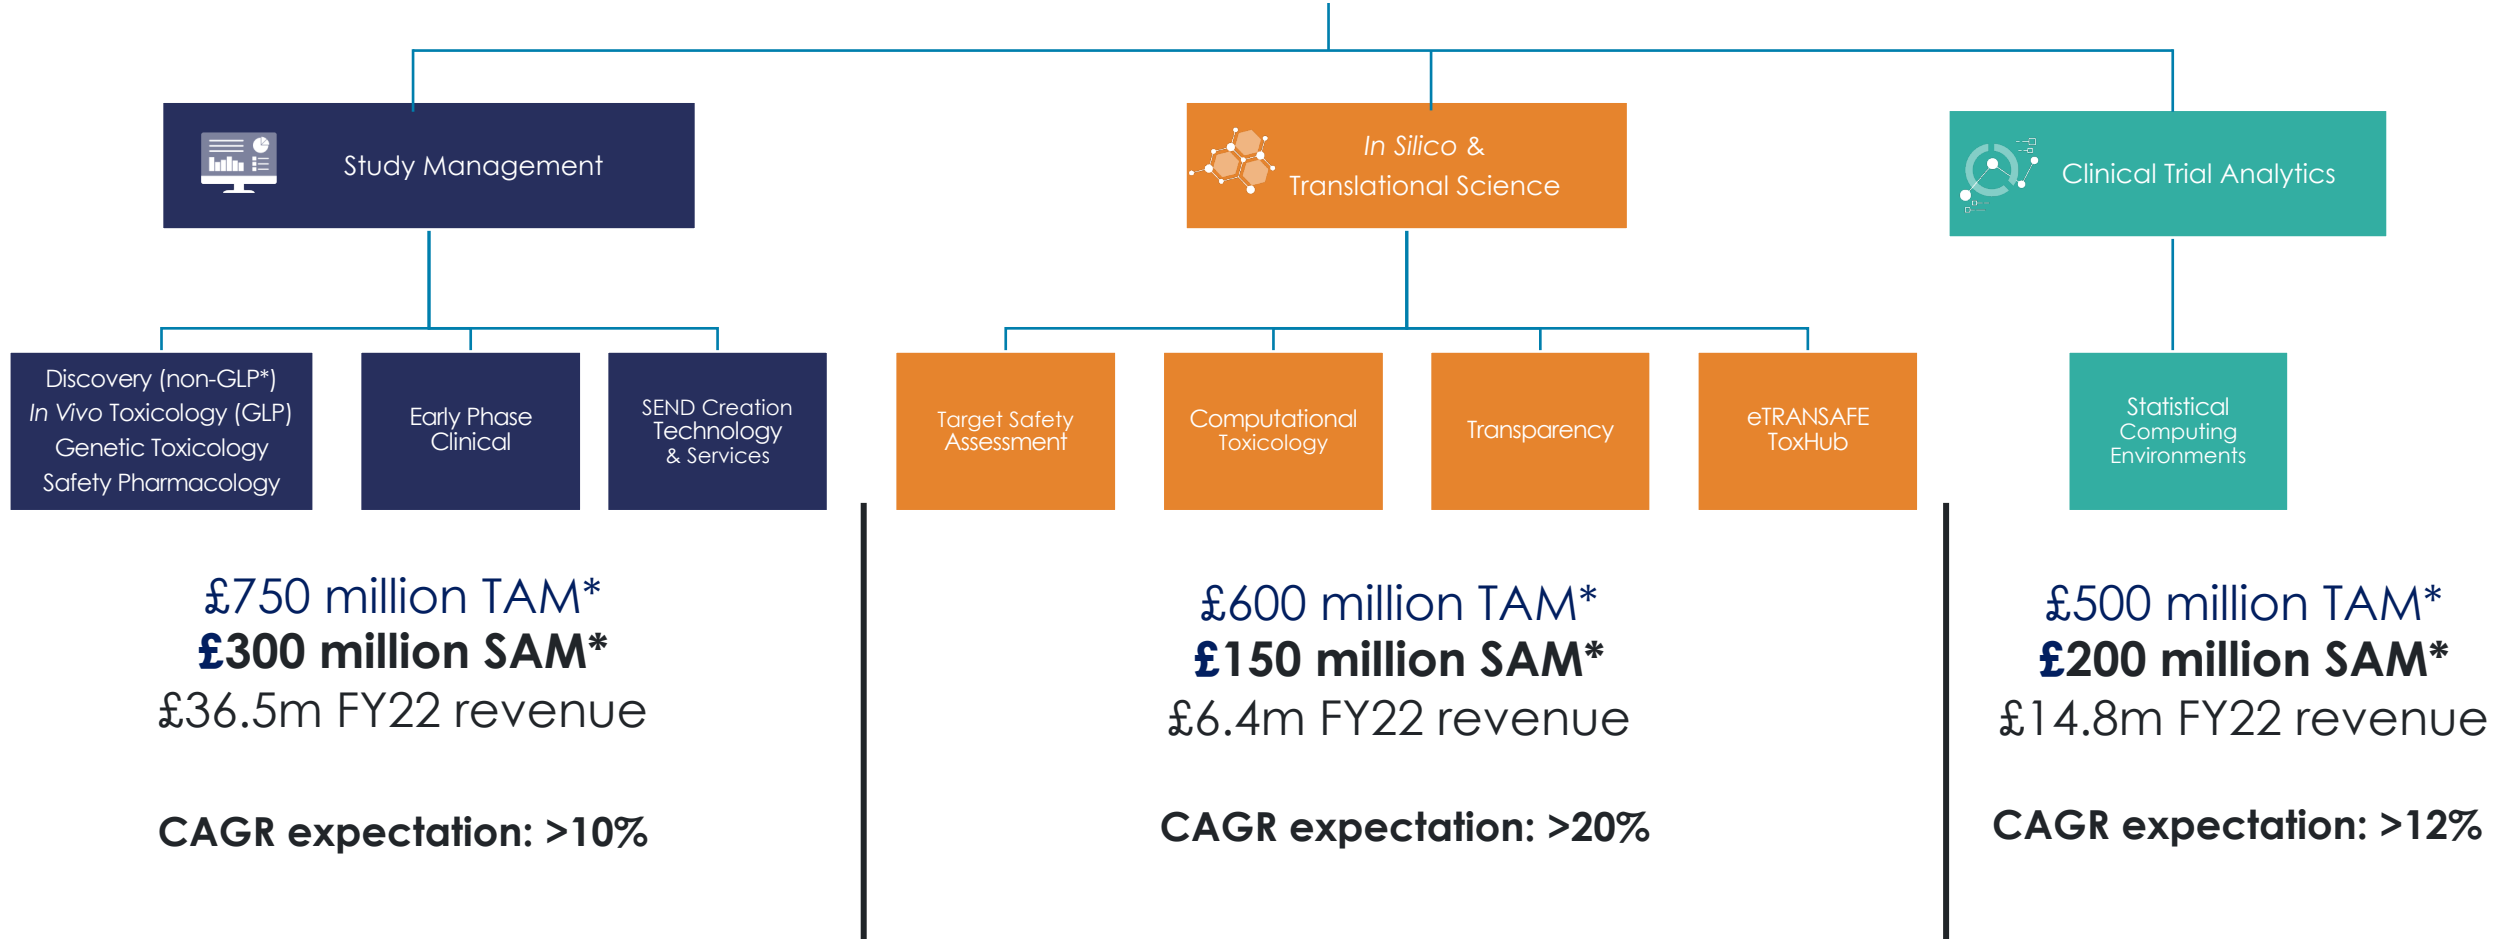 Study Management
In Silico &
Translational Science
Clinical Trial Analytics
Discovery (non-GLP*)
In Vivo Toxicology (GLP)
Genetic Toxicology
Safety Pharmacology
Early Phase
Clinical
SEND Creation
Technology
& Services
Target Safety
Assessment
Computational
Toxicology
Transparency
eTRANSAFE
ToxHub
Statistical
Computing
Environments
£750 million TAM*
£300 million SAM*
£36.5m FY22 revenue
CAGR expectation: >10%
£600 million TAM*
£150 million SAM*
£6.4m FY22 revenue
CAGR expectation: >20%
£500 million TAM*
£200 million SAM*
£14.8m FY22 revenue
CAGR expectation: >12%